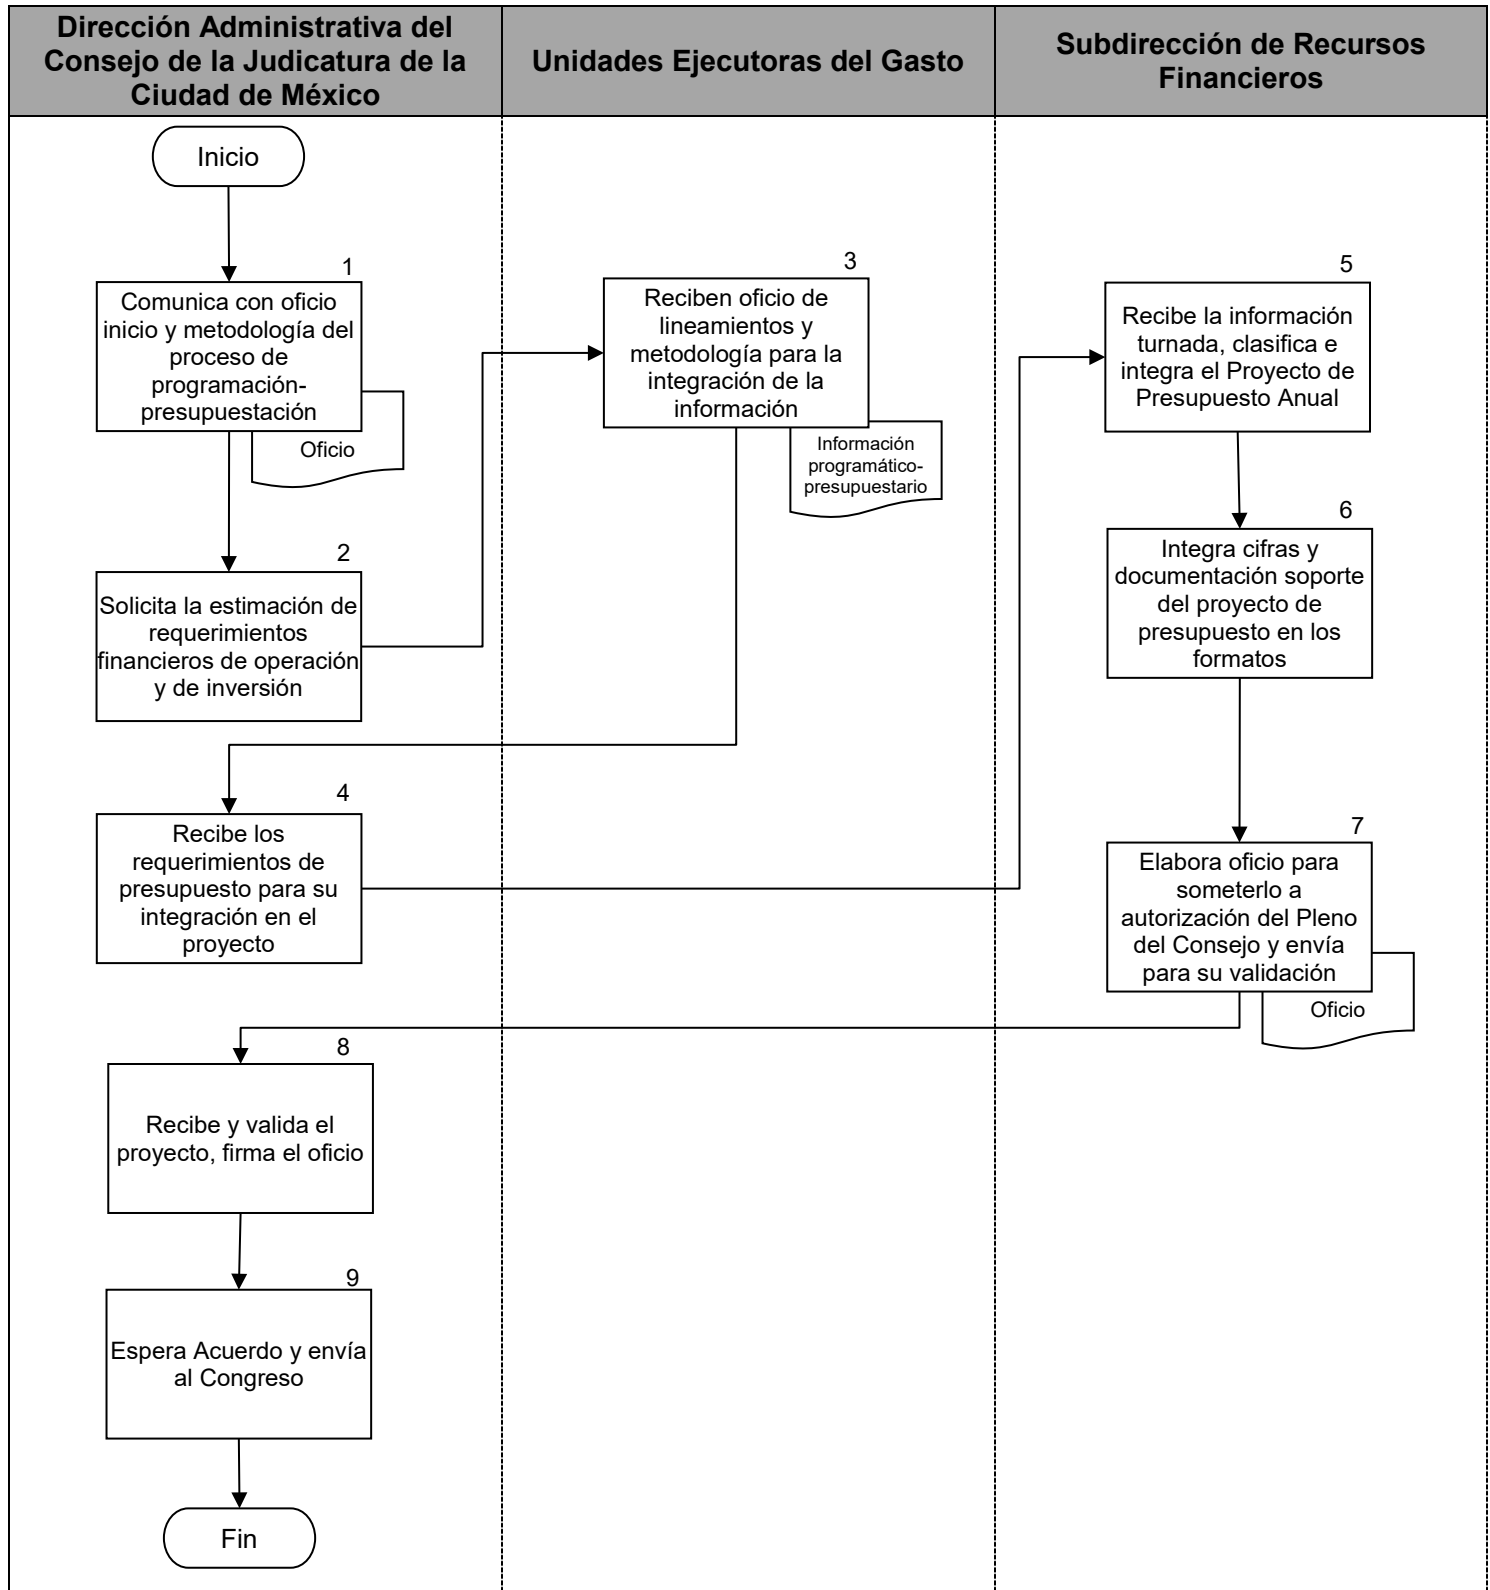 Dirección Administrativa del
Consejo de la Judicatura de la
Ciudad de México
Unidades Ejecutoras del Gasto
Subdirección de Recursos
Financieros
Inicio
1
Comunica con oficio
inicio y metodología del
proceso de
programación-
presupuestación
Oficio
2
Solicita la estimación de
requerimientos
financieros de operación
y de inversión
3
Reciben oficio de
lineamientos y
metodología para la
integración de la
información
Información
programático-
presupuestario
4
Recibe los
requerimientos de
presupuesto para su
integración en el
proyecto
5
Recibe la información
turnada, clasifica e
integra el Proyecto de
Presupuesto Anual
6
Integra cifras y
documentación soporte
del proyecto de
presupuesto en los
formatos
7
Elabora oficio para
someterlo a
autorización del Pleno
del Consejo y envía
para su validación
Oficio
8
Recibe y valida el
proyecto, firma el oficio
9
Espera Acuerdo y envía
al Congreso
Fin